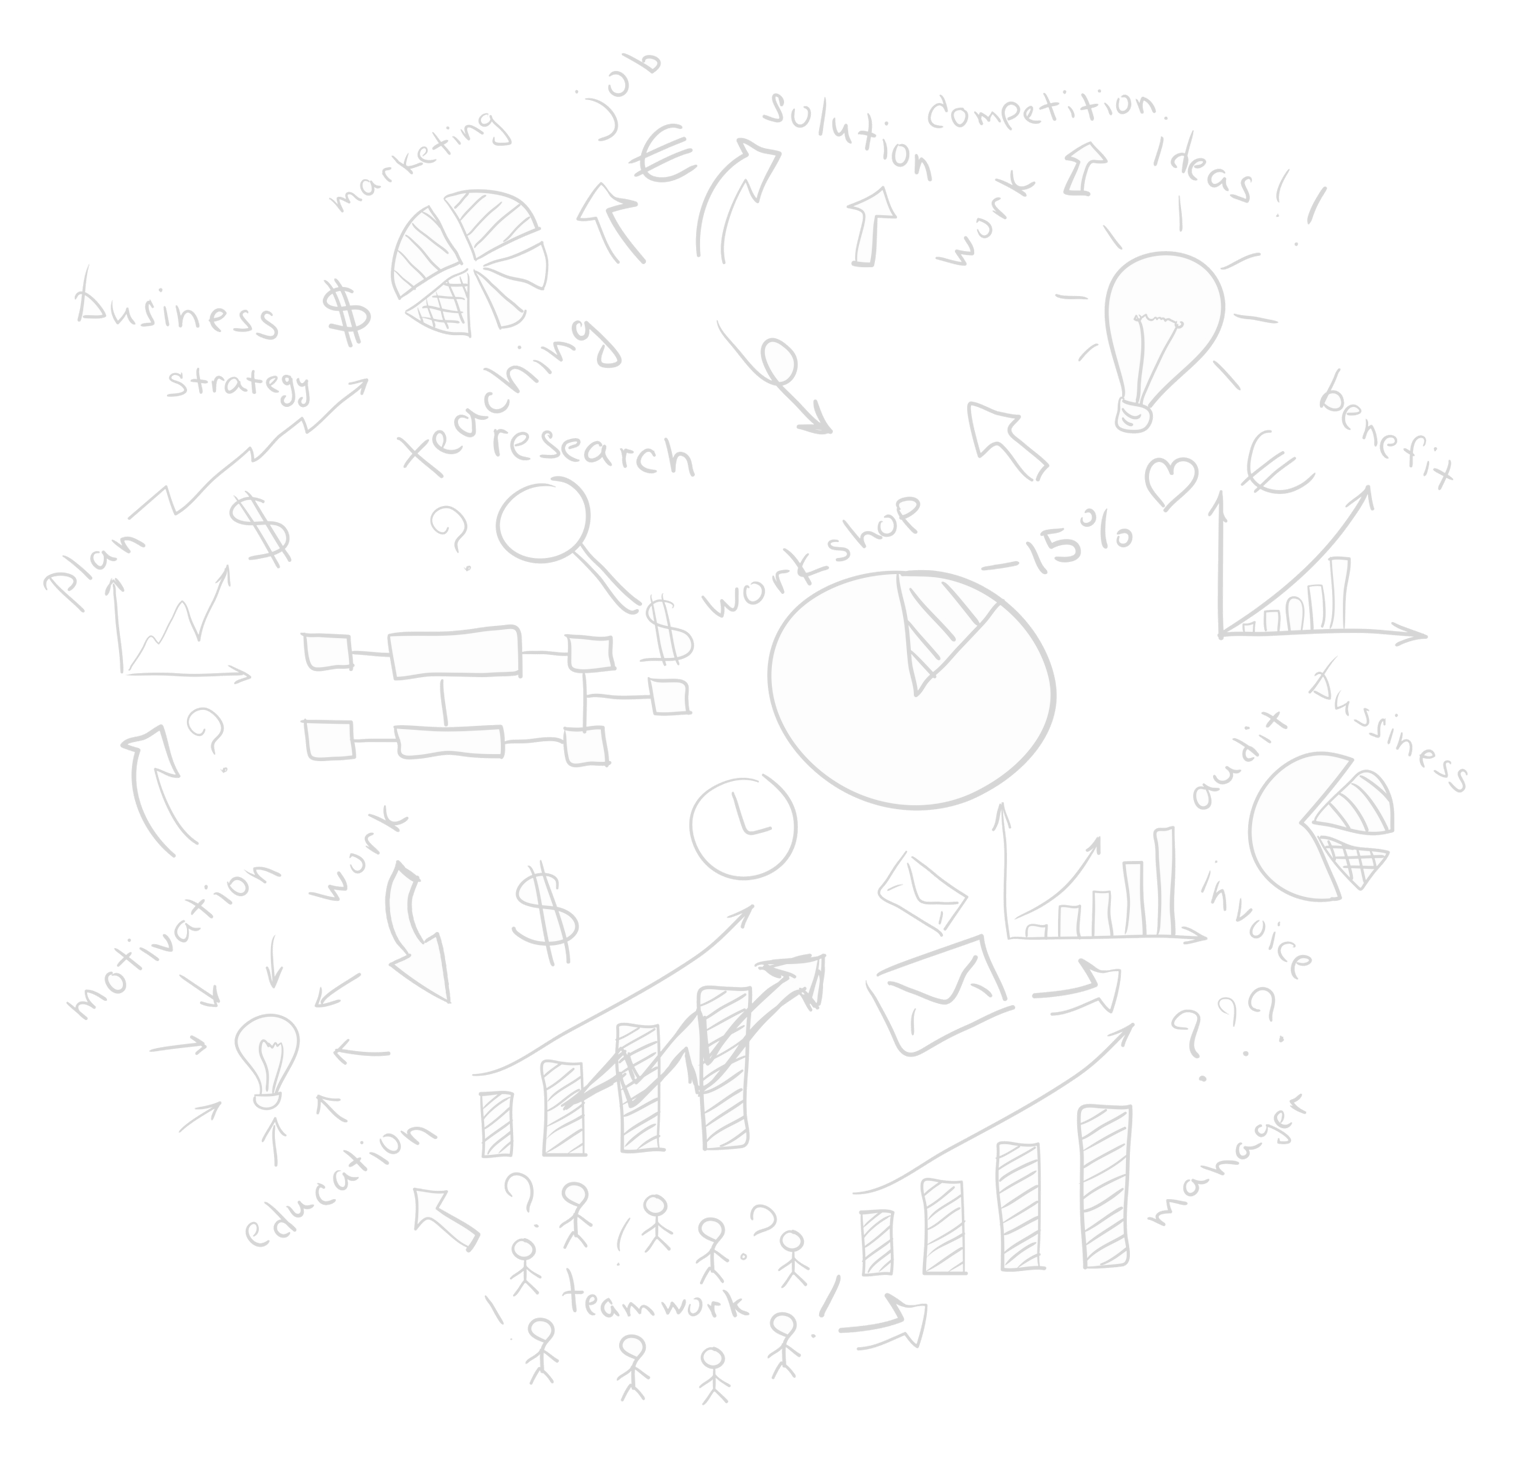 job
marketing
€
solution
competition.
Ideas!!
work
business $
strategy
teaching
research
benefit
€
?
$
plan
workshop
-15%
$
bussiness
audit
?
work
motivation
$
invoice
???
education
manager
?
!
?
teamwork
!
!